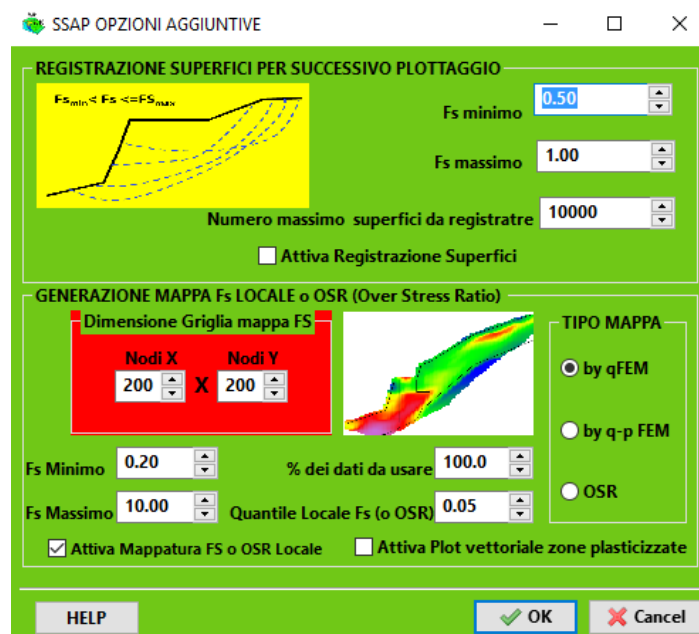 SSAP OPZIONI AGGIUNTIVE
REGISTRAZIONE SUPERFICI PER SUCCESSIVO PLOTTAGGIO
Fsmin< Fs <=FSmax
Fs minimo 0.50
Fs massimo 1.00
Numero massimo superfici da registratre 10000
Attiva Registrazione Superfici
GENERAZIONE MAPPA Fs LOCALE o OSR (Over Stress Ratio)
Dimensione Griglia mappa FS
Nodi X Nodi Y
200 X 200
TIPO MAPPA
by qFEM
by q-p FEM
OSR
Fs Minimo 0.20
% dei dati da usare 100.0
Fs Massimo 10.00
Quantile Locale Fs (o OSR) 0.05
Attiva Mappatura FS o OSR Locale
Attiva Plot vettoriale zone plasticizzate
HELP
OK
Cancel